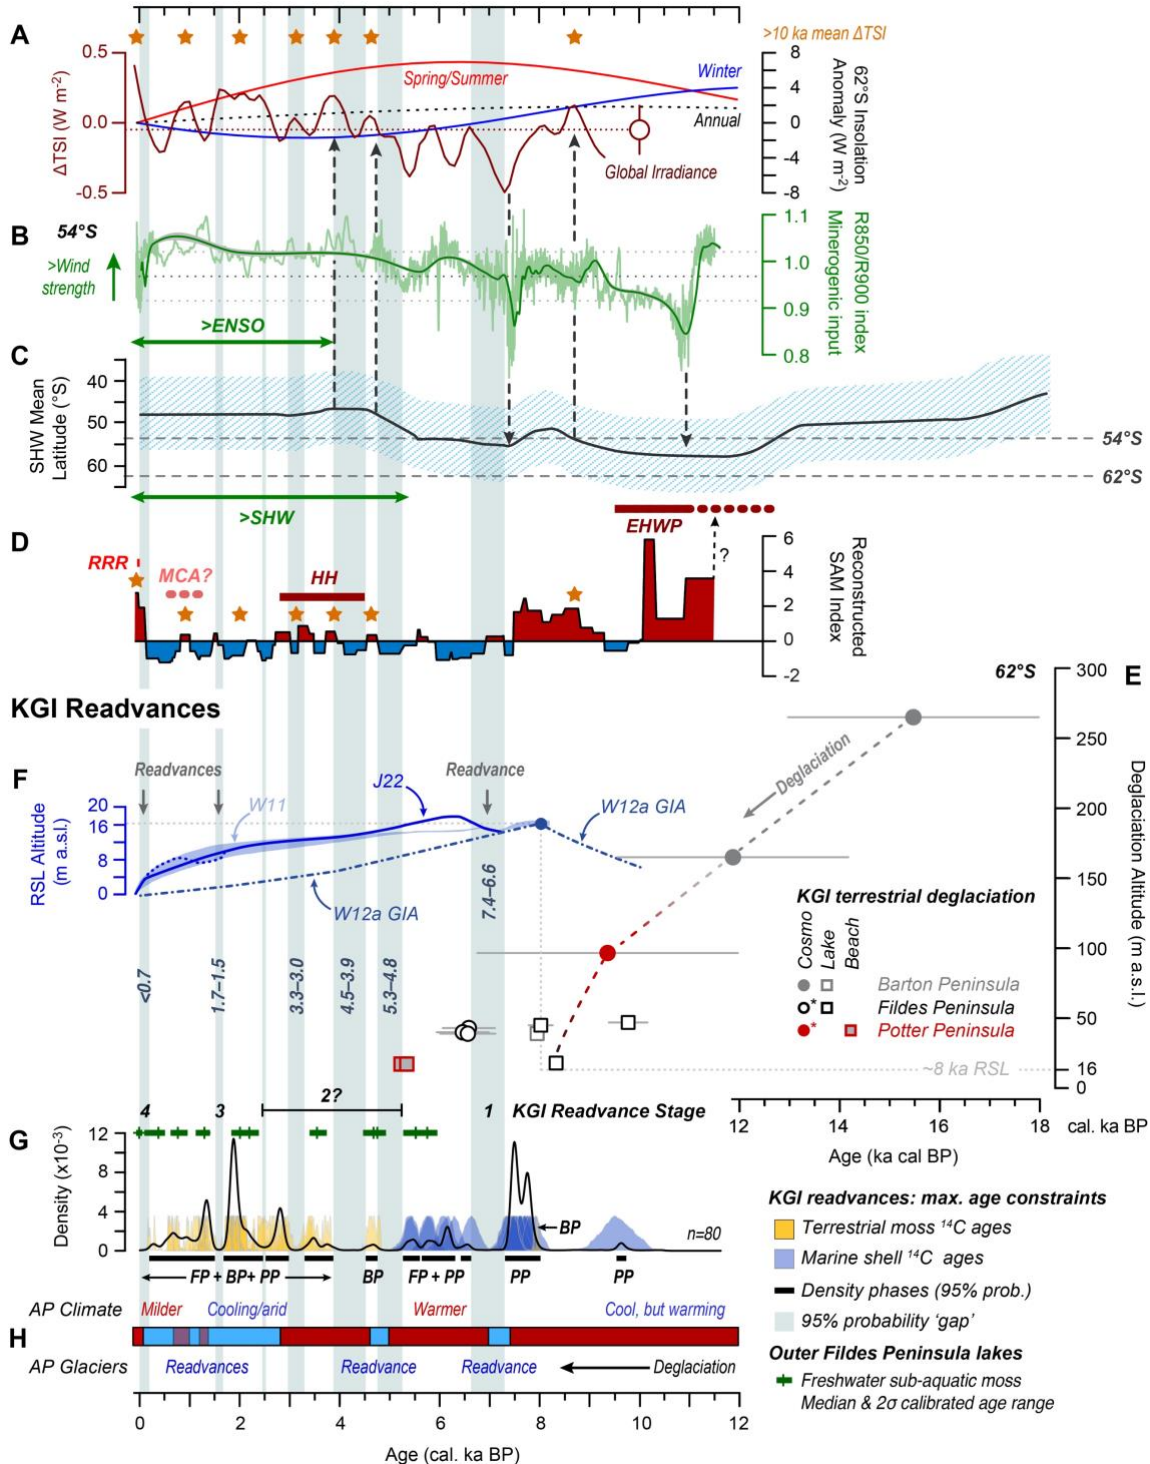 A
>10 ka mean ΔTSI
ΔTSI (W m⁻²)
0.5
0.0
-0.5
Spring/Summer
Winter
Annual
Global Irradiance
8
4
0
-4
-8
62°S Insolation
Anomaly (W m⁻²)
B
54°S
>Wind
strength
>ENSO
1.1
1.0
0.9
0.8
R850/R900 index
Minerogenic input
C
SHW Mean
Latitude (°S)
40
50
60
54°S
62°S
>SHW
D
RRR
MCA?
HH
EHWP
?
6
4
2
0
-2
Reconstructed
SAM Index
62°S
E
300
250
200
150
100
50
16
0
Deglaciation Altitude (m a.s.l.)
KGI Readvances
F
Readvances
Readvance
RSL Altitude
(m a.s.l.)
20
16
8
4
0
W11
J22
W12a GIA
W12a GIA
Deglaciation
<0.7
1.7–1.5
3.3–3.0
4.5–3.9
5.3–4.8
7.4–6.6
KGI terrestrial deglaciation
Cosmo
Lake
Beach
Barton Peninsula
* Fildes Peninsula
* Potter Peninsula
~8 ka RSL
4
3
2?
1
KGI Readvance Stage
12
14
16
18
cal. ka BP
Age (ka cal BP)
G
Density (x10⁻³)
12
8
4
0
BP
n=80
FP + BP+ PP
BP
FP + PP
PP
PP
KGI readvances: max. age constraints
Terrestrial moss ¹⁴C ages
Marine shell ¹⁴C ages
Density phases (95% prob.)
95% probability ‘gap’
Outer Fildes Peninsula lakes
Freshwater sub-aquatic moss
Median & 2σ calibrated age range
AP Climate
Milder
Cooling/arid
Warmer
Cool, but warming
H
AP Glaciers
Readvances
Readvances
Readvance
Deglaciation
0
2
4
6
8
10
12
Age (cal. ka BP)